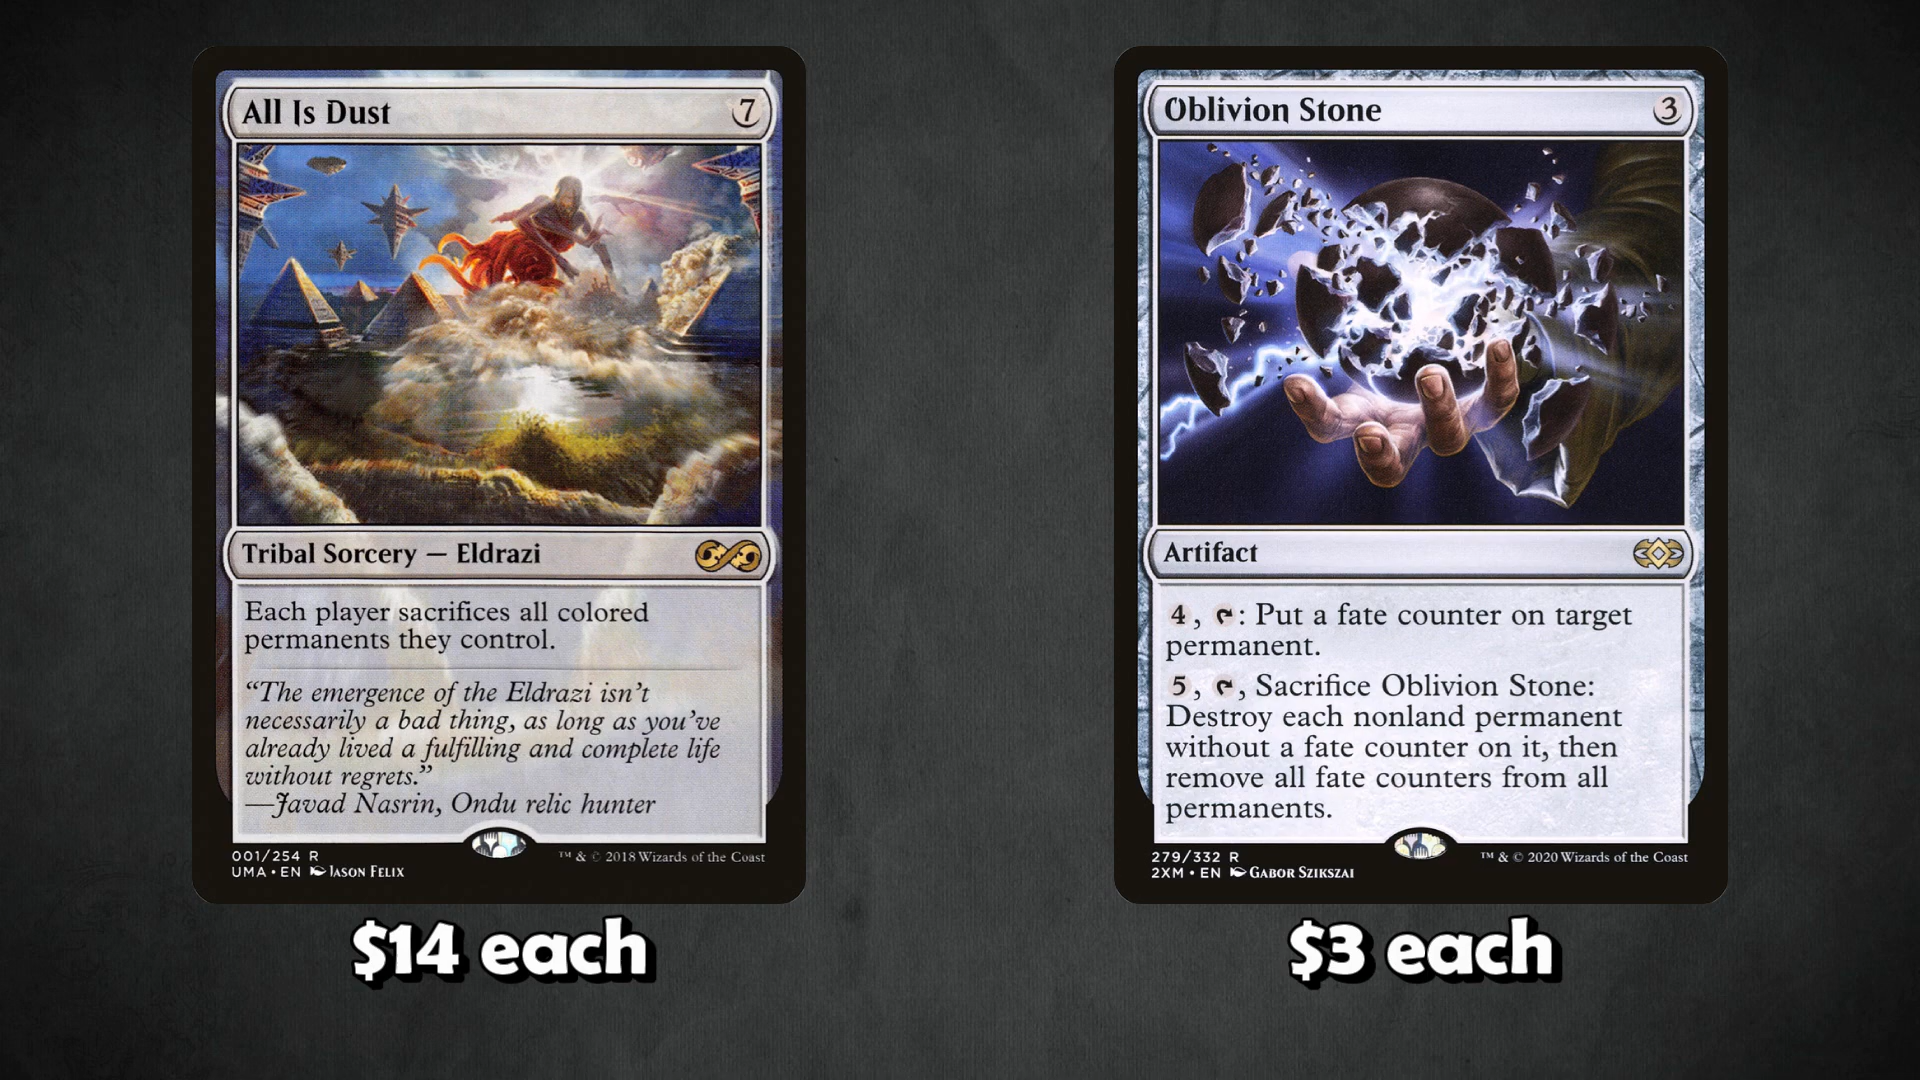 All Is Dust
7
Tribal Sorcery — Eldrazi
Each player sacrifices all colored
permanents they control.
“The emergence of the Eldrazi isn’t
necessarily a bad thing, as long as you’ve
already lived a fulfilling and complete life
without regrets.”
—Javad Nasrin, Ondu relic hunter
001/254 R
™ & © 2018 Wizards of the Coast
UMA • EN Jason Felix
$14 each
Oblivion Stone
3
Artifact
4, : Put a fate counter on target
permanent.
5, , Sacrifice Oblivion Stone:
Destroy each nonland permanent
without a fate counter on it, then
remove all fate counters from all
permanents.
279/332 R
™ & © 2020 Wizards of the Coast
2XM • EN Gabor Szikszai
$3 each